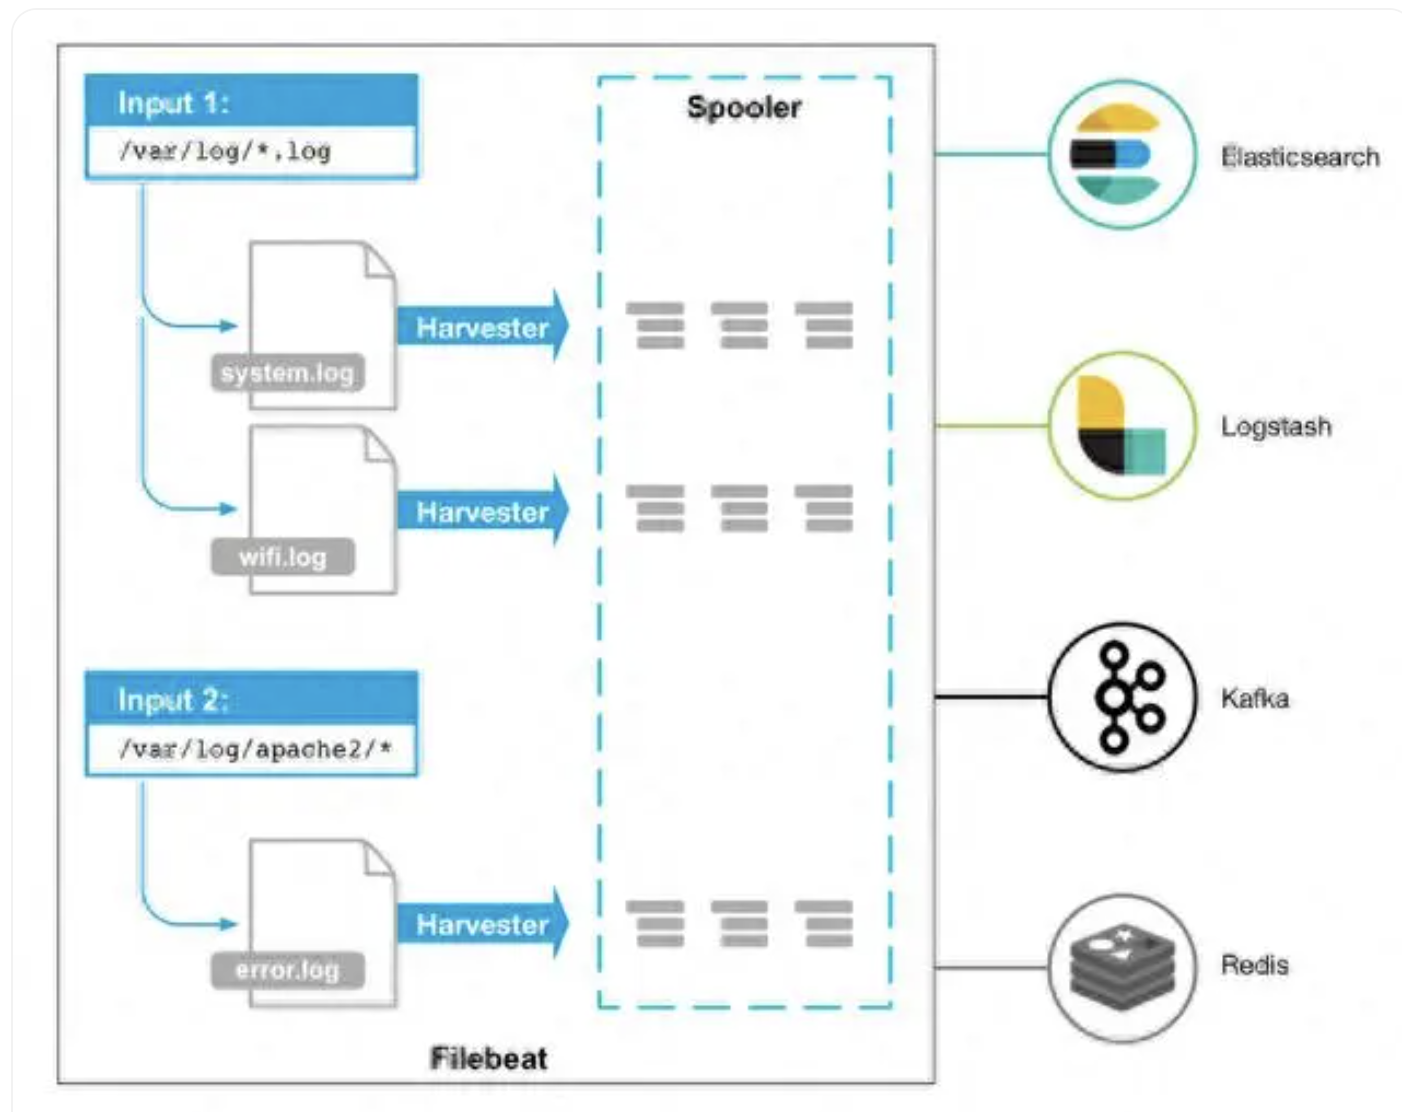 Input 1:
/var/log/*.log
Spooler
system.log
Harvester
wifi.log
Harvester
Input 2:
/var/log/apache2/*
error.log
Harvester
Filebeat
Elasticsearch
Logstash
Kafka
Redis